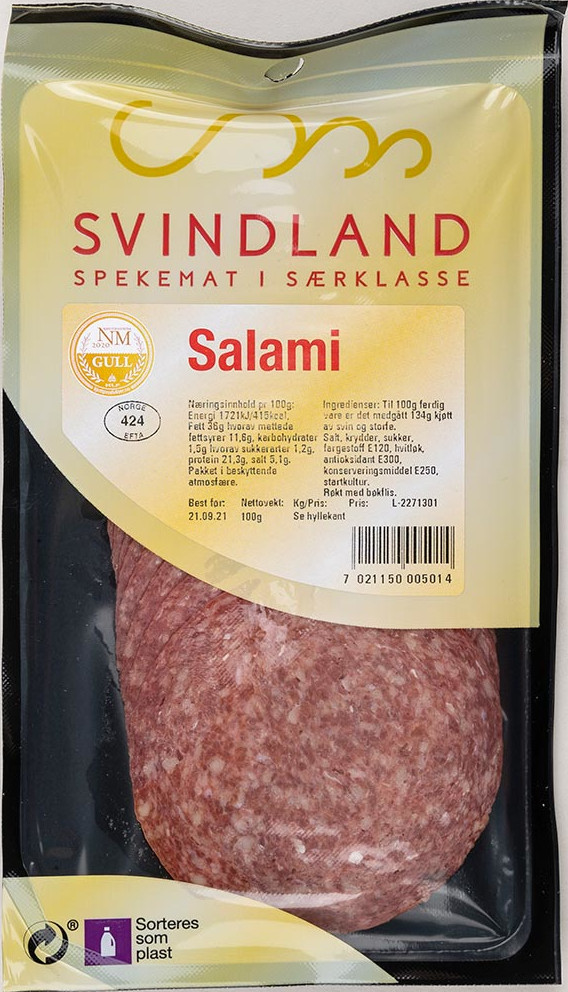 SVINDLAND
SPEKEMAT I SÆRKLASSE
NM
2020
GULL
Salami
NORGE
424
EFTA
Næringsinnhold pr 100g:
Energi 1721kJ/415kcal,
Fett 36g hvorav mettede
fettsyrer 11,6g, karbohydrater
1,5g hvorav sukkerarter 1,2g,
protein 21,3g, salt 5,1g.
Pakket i beskyttende
atmosfære.
Ingredienser: Til 100g ferdig
vare er det medgått 134g kjøtt
av svin og storfe.
Salt, krydder, sukker,
fargestoff E120, hvitløk,
antioksidant E300,
konserveringsmiddel E250,
startkultur.
Røkt med bøkflis.
Best før: Nettovekt: Kg/Pris: Pris: L-2271301
21.09.21 100g Se hyllekant
7 021150 005014
®
Sorteres
som
plast